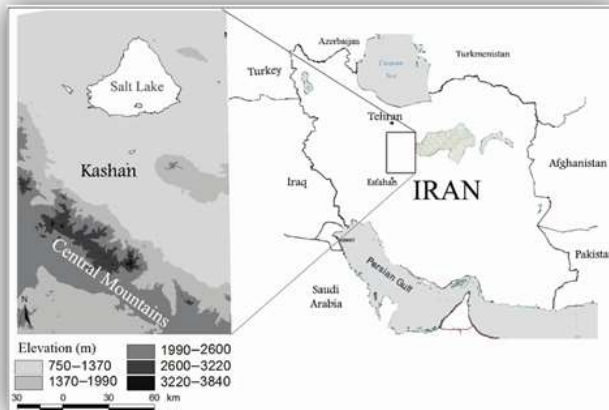 Salt Lake
Kashan
Central Mountains
N
Azerbaijan
Turkmenistan
Turkey
Caspian
Sea
Tehran
Esfahan
Afghanistan
IRAN
Iraq
Pakistan
Saudi
Arabia
Persian Gulf
Elevation (m)
750–1370
1370–1990
1990–2600
2600–3220
3220–3840
30 0 30 60 km